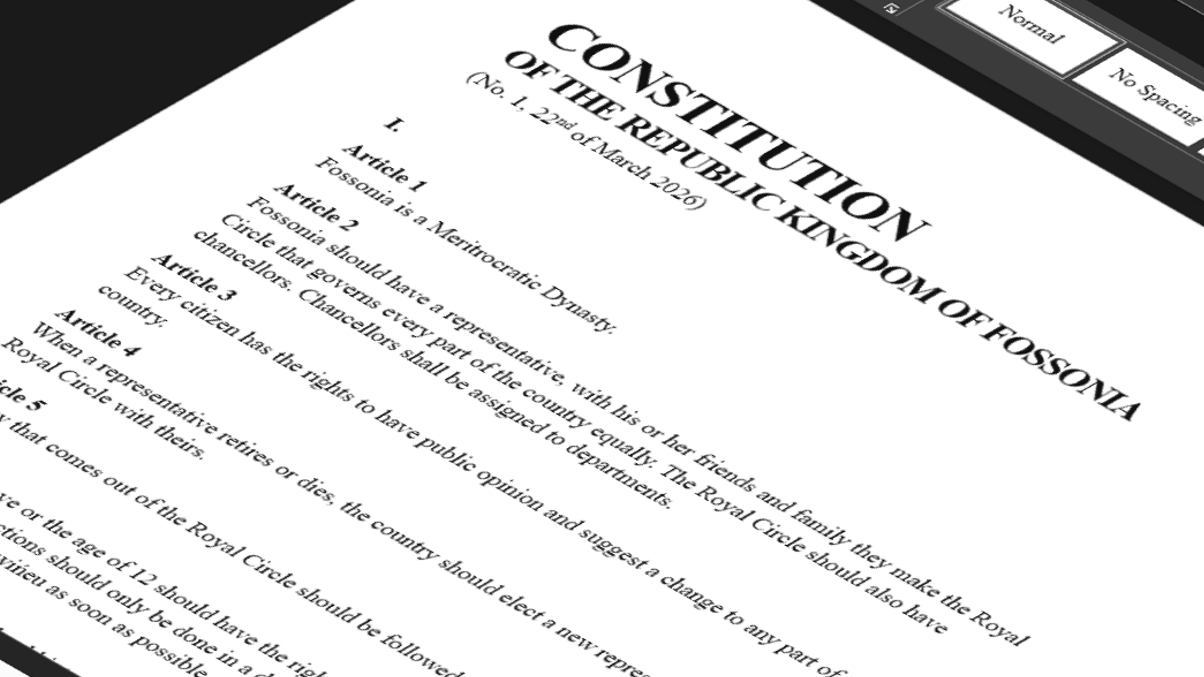 Normal
No Spacing
CONSTITUTION
OF THE REPUBLIC KINGDOM OF FOSSONIA
(No. 1, 22nd of March 2026)
I.
Article 1
Fossonia is a Meritrocratic Dynasty.
Article 2
Fossonia should have a representative, with his or her friends and family they make the Royal
Circle that governs every part of the country equally. The Royal Circle should also have
chancellors. Chancellors shall be assigned to departments.
Article 3
Every citizen has the rights to have public opinion and suggest a change to any part of
country.
Article 4
When a representative retires or dies, the country should elect a new
Royal Circle with theirs.
5
that comes out of the Royal Circle should be followed
or the age of 12 should have the
should only be done in a
as soon as possible